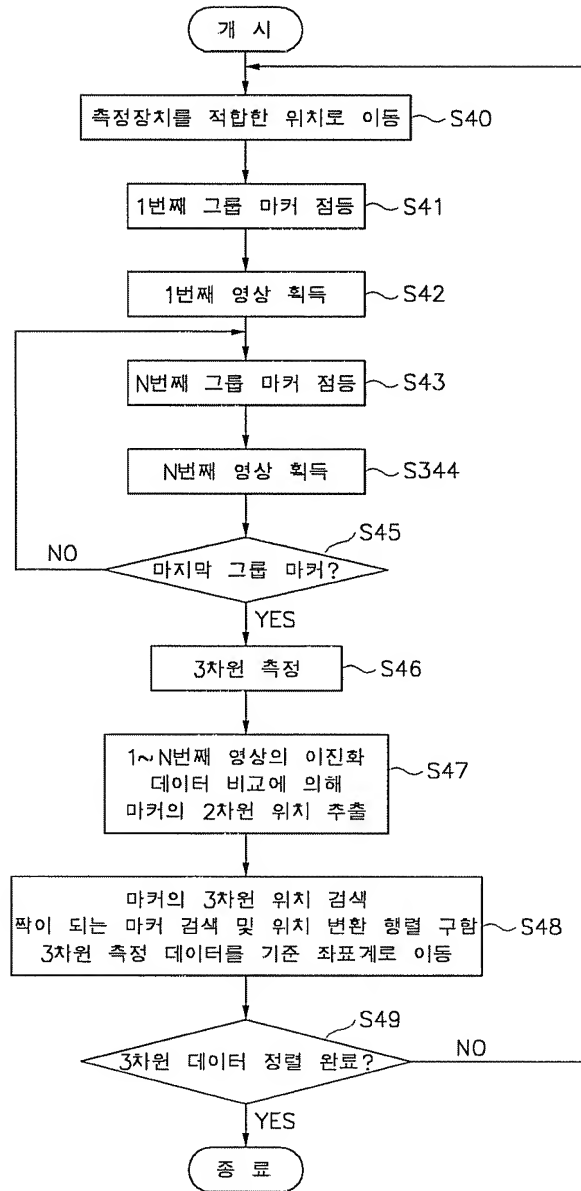 개 시
측정장치를 적합한 위치로 이동
S40
1번째 그룹 마커 점등
S41
1번째 영상 획득
S42
N번째 그룹 마커 점등
S43
N번째 영상 획득
S344
S45
NO
마지막 그룹 마커?
YES
3차원 측정
S46
1~N번째 영상의 이진화
데이터 비교에 의해
마커의 2차원 위치 추출
S47
마커의 3차원 위치 검색
짝이 되는 마커 검색 및 위치 변환 행렬 구함
3차원 측정 데이터를 기준 좌표계로 이동
S48
S49
3차원 데이터 정렬 완료?
NO
YES
종 료